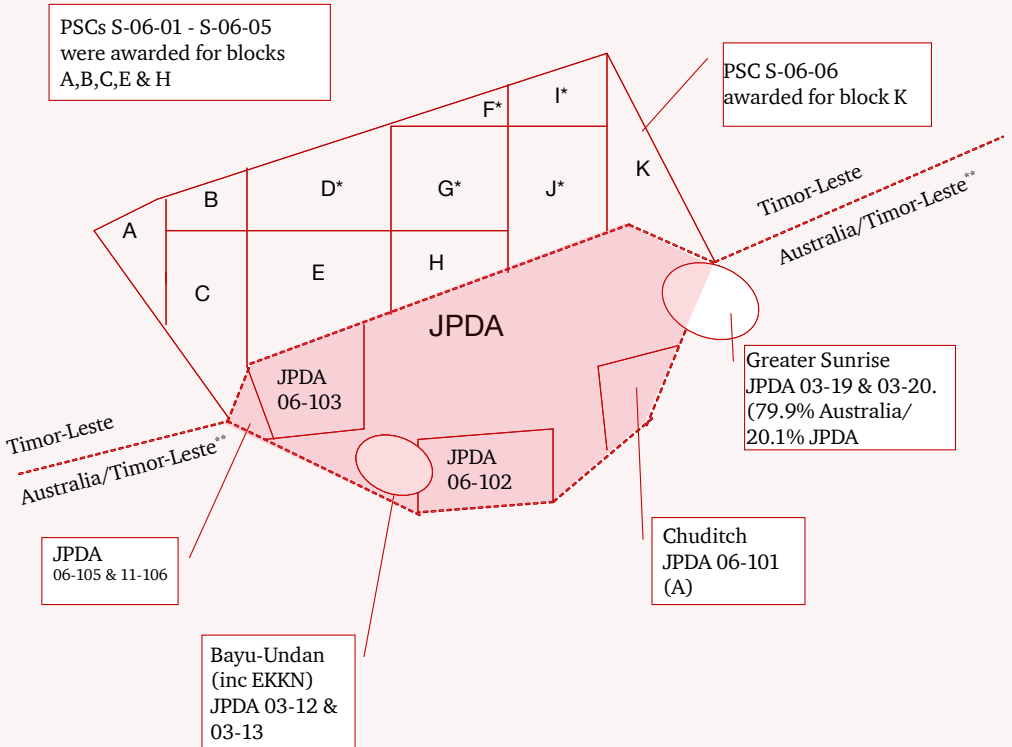 PSCs S-06-01 - S-06-05
were awarded for blocks
A,B,C,E & H
PSC S-06-06
awarded for block K
I*
F*
K
D*
G*
J*
B
A
H
E
C
Timor-Leste
Australia/Timor-Leste**
JPDA
JPDA
06-103
Greater Sunrise
JPDA 03-19 & 03-20.
(79.9% Australia/
20.1% JPDA
Timor-Leste
Australia/Timor-Leste**
JPDA
06-102
JPDA
06-105 & 11-106
Chuditch
JPDA 06-101
(A)
Bayu-Undan
(inc EKKN)
JPDA 03-12 &
03-13